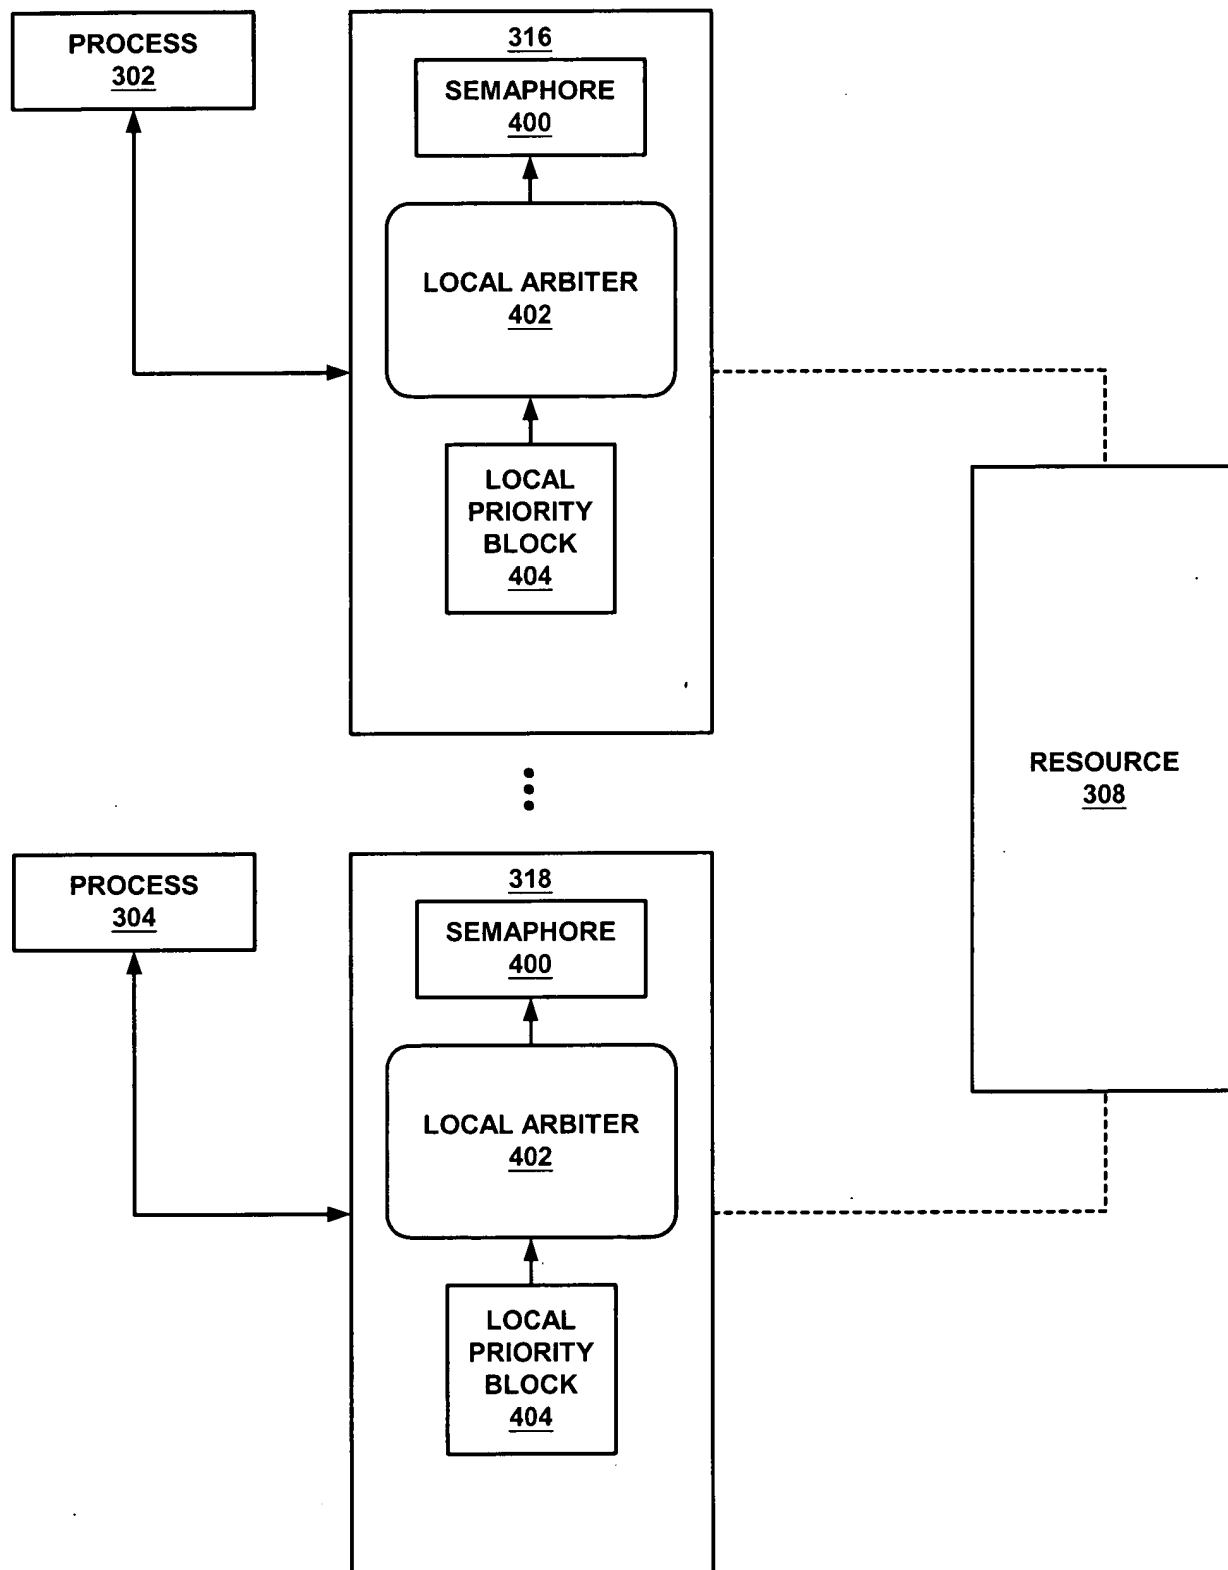 PROCESS
302
316
SEMAPHORE
400
LOCAL ARBITER
402
LOCAL
PRIORITY
BLOCK
404
RESOURCE
308
PROCESS
304
318
SEMAPHORE
400
LOCAL ARBITER
402
LOCAL
PRIORITY
BLOCK
404